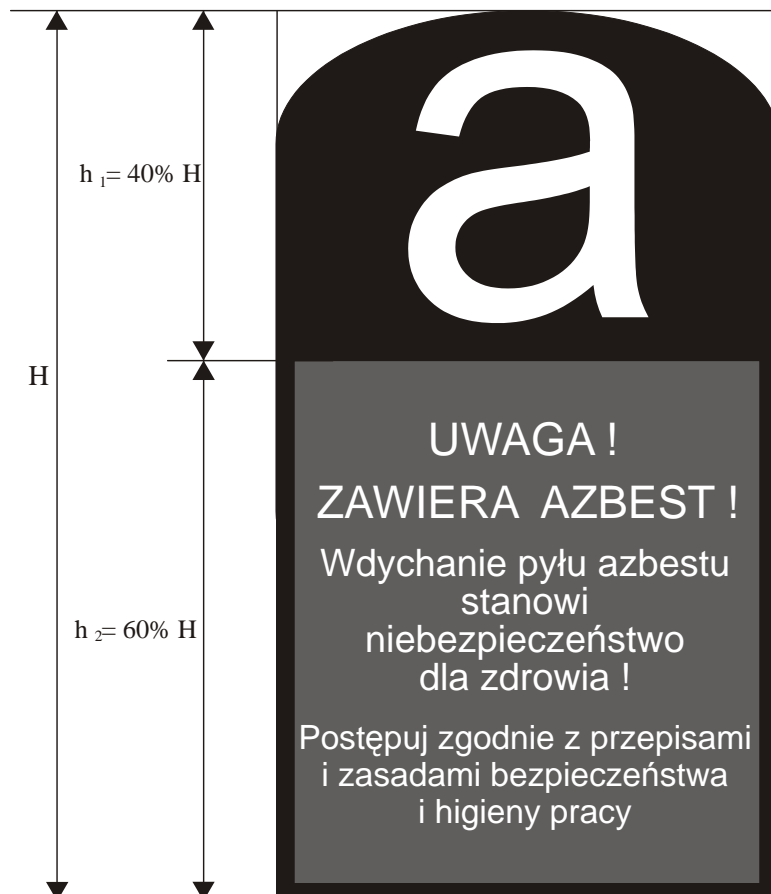 h 1= 40% H
a
H
UWAGA !
ZAWIERA AZBEST !
Wdychanie pyłu azbestu
stanowi
niebezpieczeństwo
dla zdrowia !
h 2= 60% H
Postępuj zgodnie z przepisami
i zasadami bezpieczeństwa
i higieny pracy